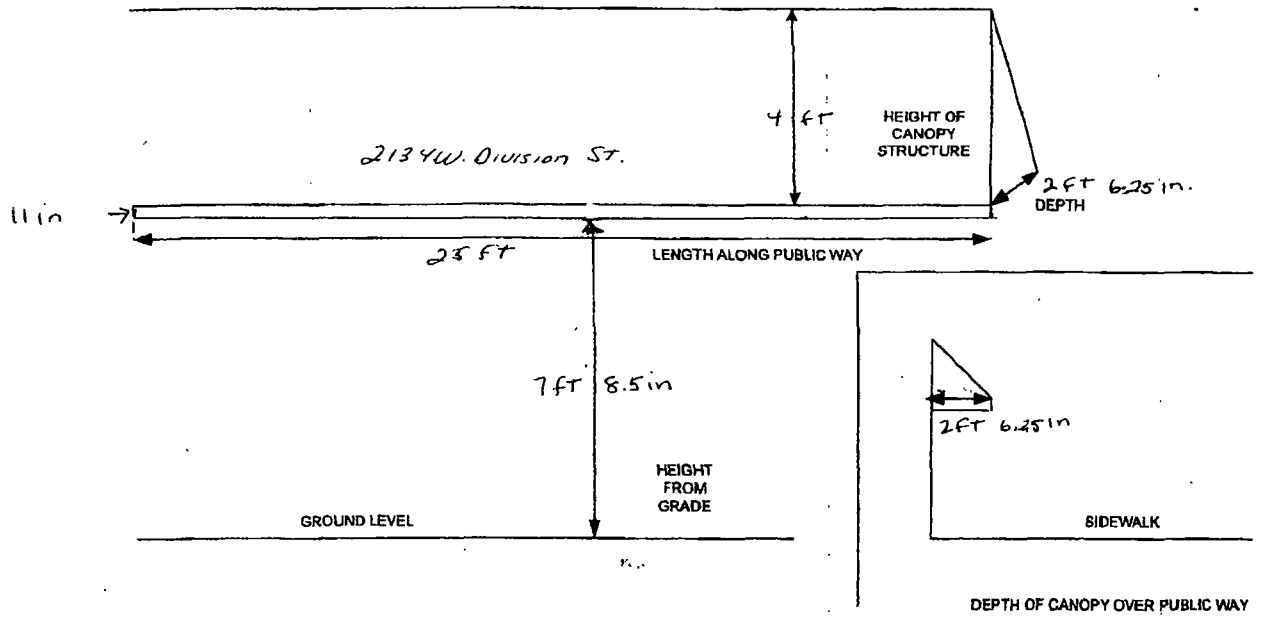 4 ft
HEIGHT OF
CANOPY
STRUCTURE
2134 W. Division ST.
2 FT 6.25 in.
DEPTH
11 in
25 FT
LENGTH ALONG PUBLIC WAY
7 FT 8.5 in
2 FT 6.25 in
HEIGHT
FROM
GRADE
GROUND LEVEL
SIDEWALK
DEPTH OF CANOPY OVER PUBLIC WAY